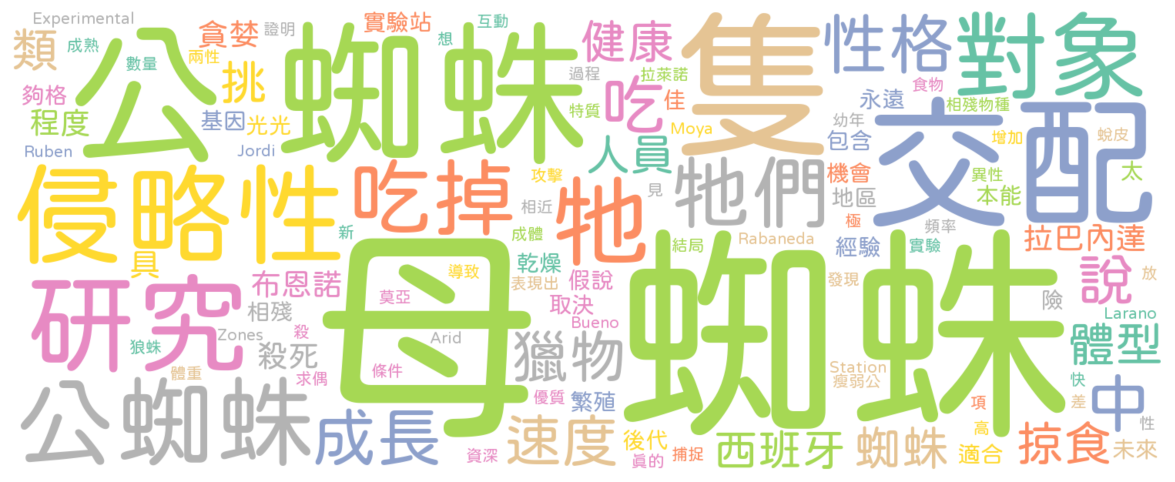 Experimental
類
成熟
數量
公蜘蛛
兩性
貪婪
證明
實驗站
想
互動
健康
隻
性格
對象
夠格
挑
過程
拉萊諾
吃
佳
永遠
食物
相殘物種
程度
基因
光光
特質
Moya
幼年
包含
增加
蛻皮
Ruben
Jordi
人員
交配
機會
異性
太
侵略性
吃掉
攻擊
牠
見
牠們
地區
本能
新
相近
極
頻率
具
成體
結局
Rabaneda
經驗
實驗
拉巴內達
研究
布恩諾
導致
母蜘蛛
乾燥
表現出
假說
發現
險
說
放
莫亞
相殘
取決
Larano
狼蛛
Zones
殺
Arid
Bueno
獵物
體型
殺死
體重
求偶
條件
Station
瘦弱公
快
公蜘蛛
成長
優質
繁殖
項
差
中
性
資深
速度
後代
真的
捕捉
西班牙
蜘蛛
高
適合
掠食
未來